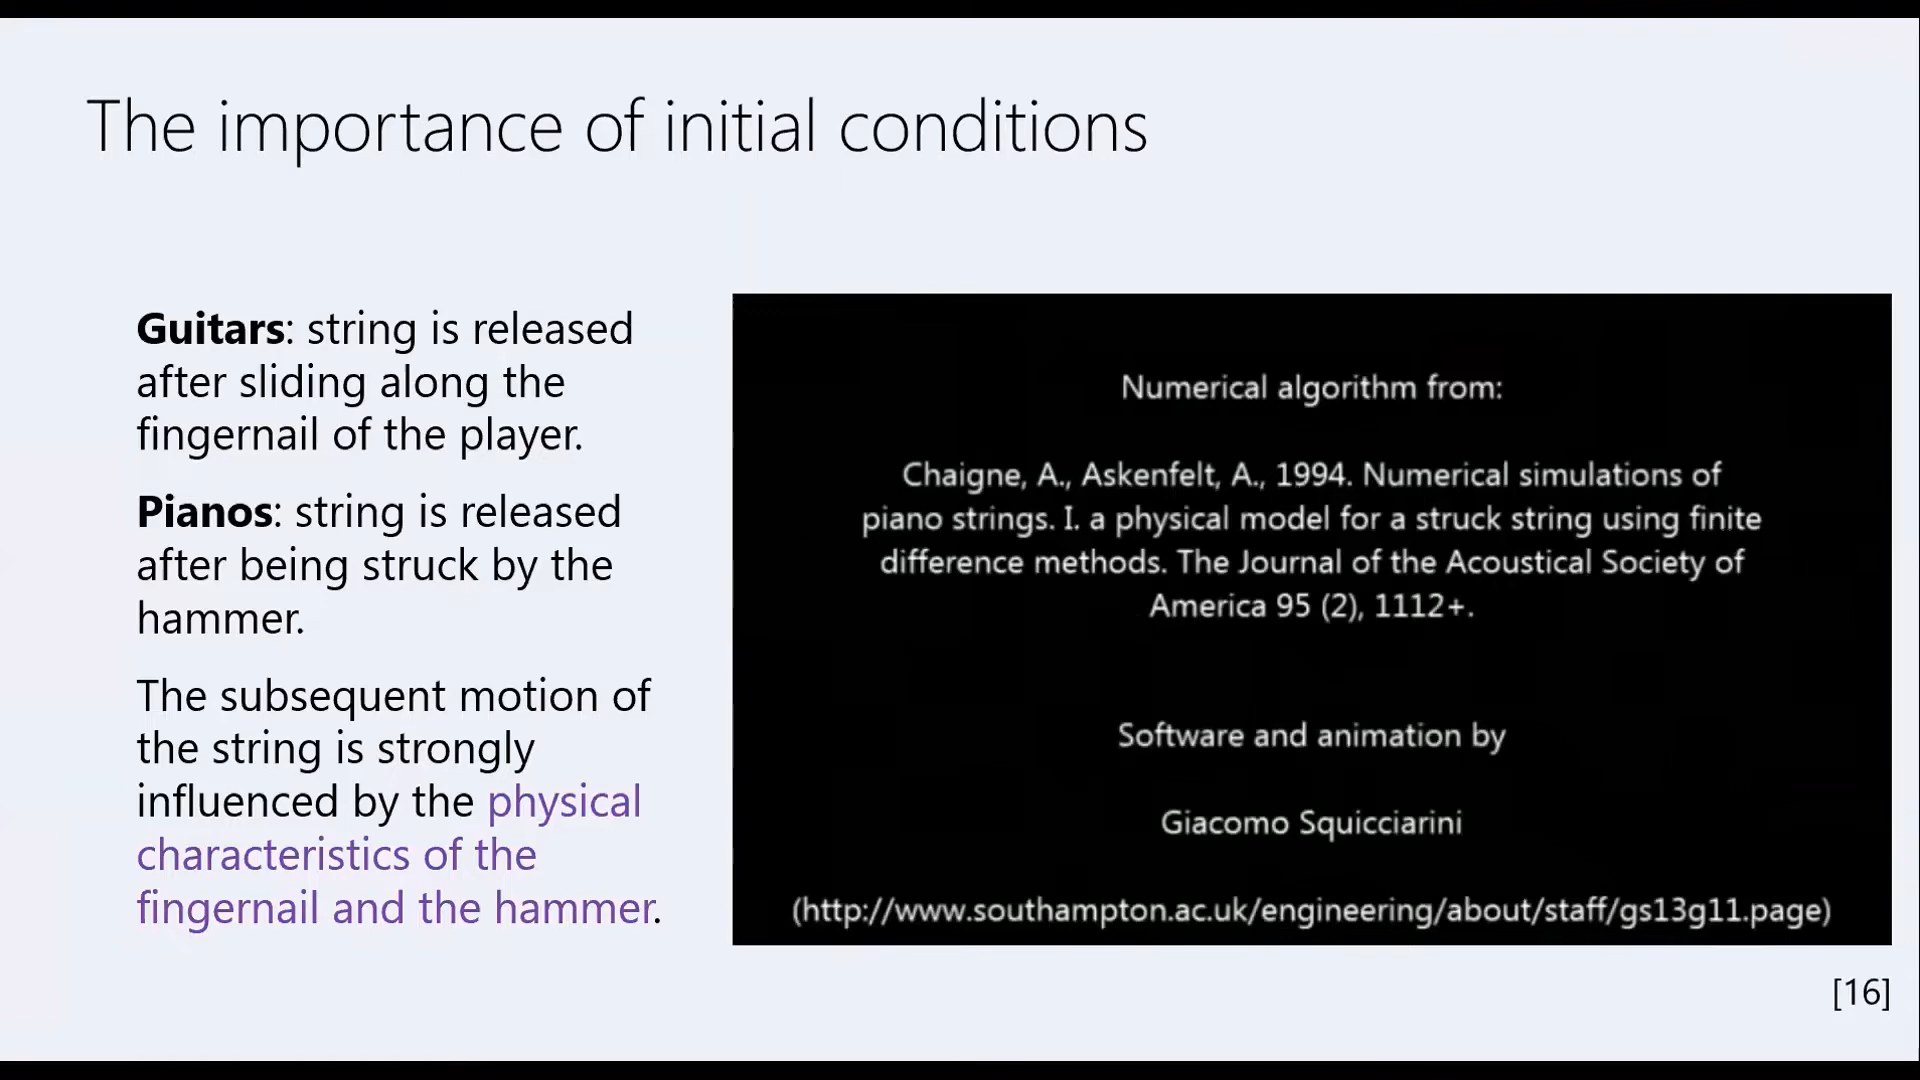 The importance of initial conditions
Guitars: string is released
after sliding along the
fingernail of the player.
Pianos: string is released
after being struck by the
hammer.
The subsequent motion of
the string is strongly
influenced by the physical
characteristics of the
fingernail and the hammer.
Numerical algorithm from:
Chaigne, A., Askenfelt, A., 1994. Numerical simulations of
piano strings. I. a physical model for a struck string using finite
difference methods. The Journal of the Acoustical Society of
America 95 (2), 1112+.
Software and animation by
Giacomo Squicciarini
(http://www.southampton.ac.uk/engineering/about/staff/gs13g11.page)
[16]